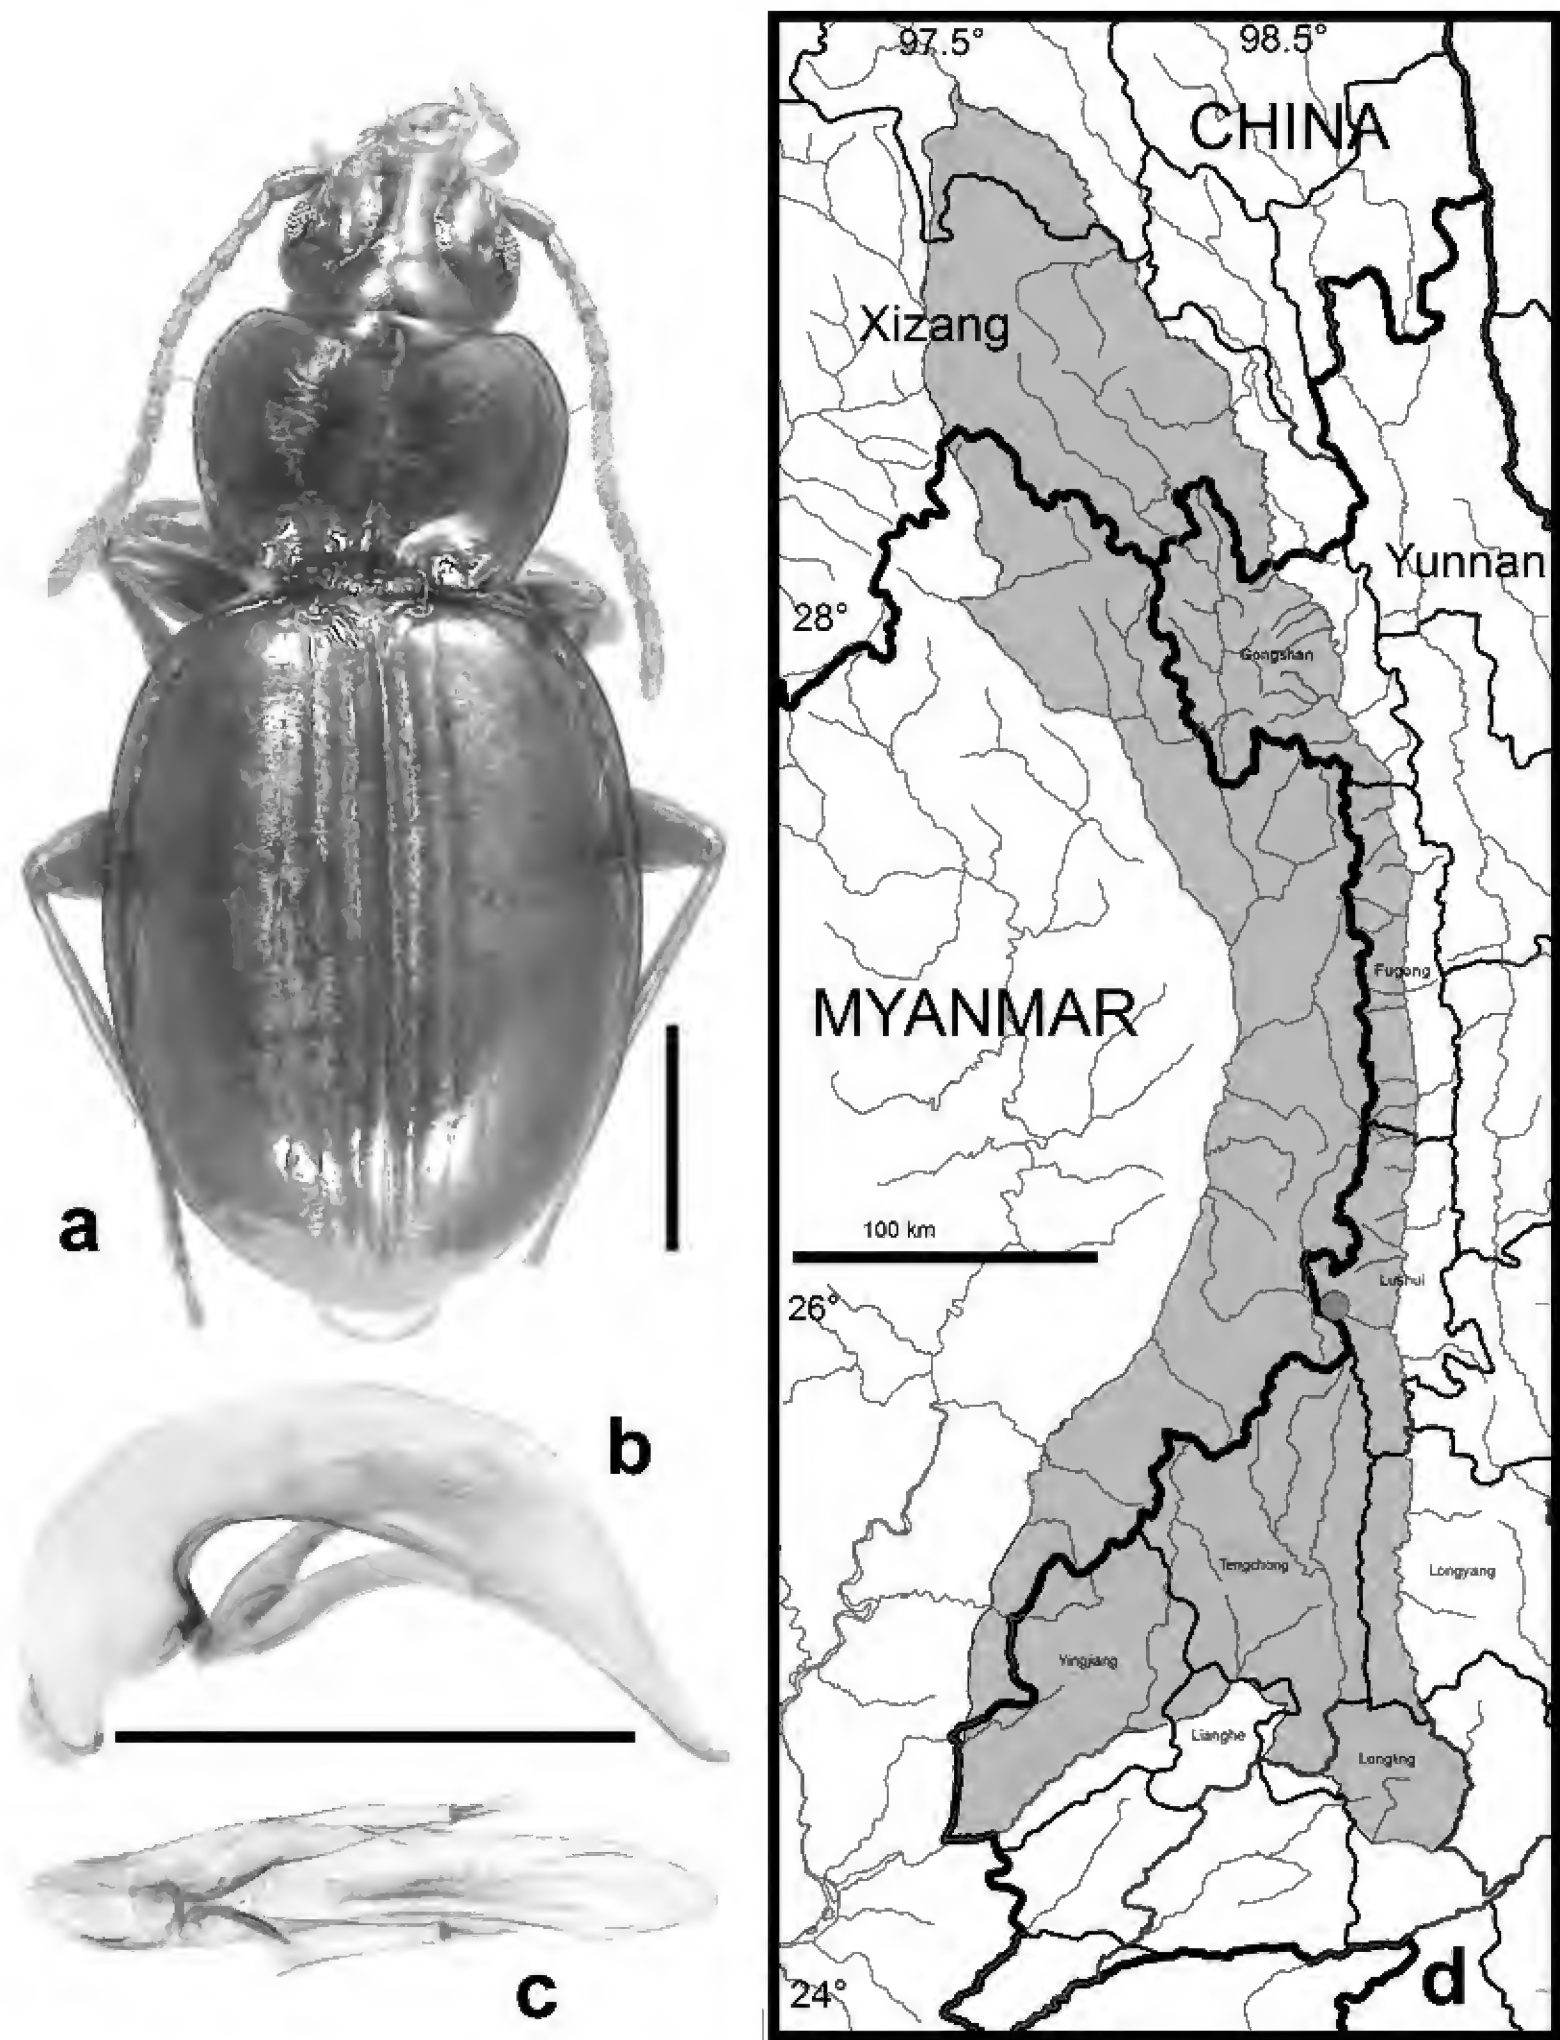 97.5° 98.5°
CHINA
Xizang
Yunnan
28°
Gongshan
Fugong
MYANMAR
a
100 km
Lushui
26°
b
Tengchong
Longyang
Yingjiang
Lianghe
Longling
c
d
24°